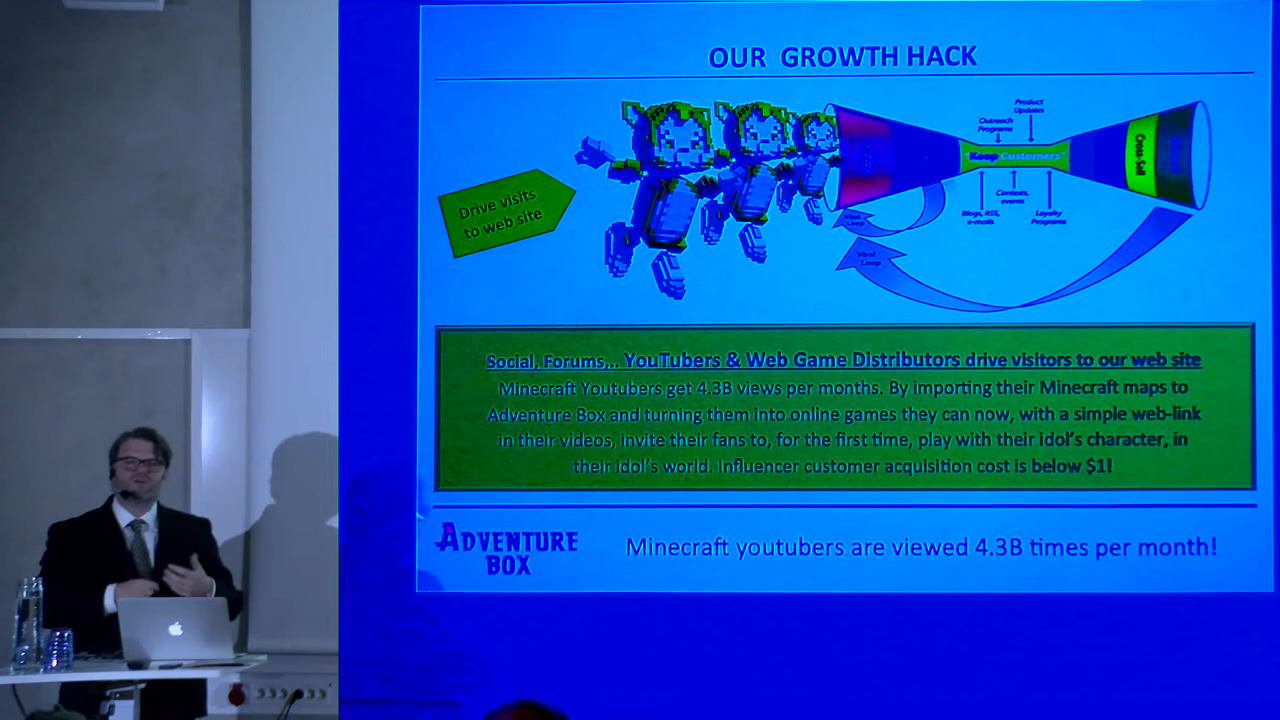 OUR GROWTH HACK
Drive visits
to web site
Product
Updates
Outreach
Programs
Keep Customers
Cross-Sell
Contests,
events
Blogs, RSS,
e-mails
Loyalty
Programs
Viral
Loop
Viral
Loop
Social, Forums... YouTubers & Web Game Distributors drive visitors to our web site
Minecraft Youtubers get 4.3B views per months. By importing their Minecraft maps to
Adventure Box and turning them into online games they can now, with a simple web-link
in their videos, invite their fans to, for the first time, play with their idol's character, in
their idol's world. Influencer customer acquisition cost is below $1!
ADVENTURE
BOX
Minecraft youtubers are viewed 4.3B times per month!